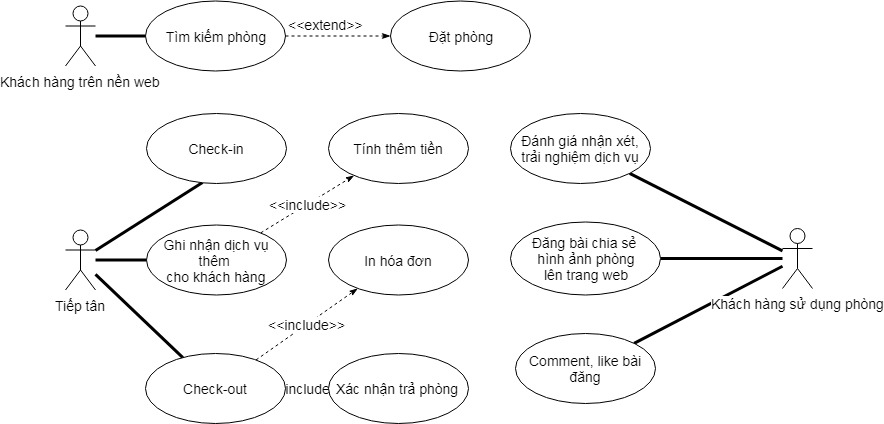 Tìm kiếm phòng
<<extend>>
Đặt phòng
Khách hàng trên nền web
Check-in
Tính thêm tiền
Đánh giá nhận xét,
trải nghiệm dịch vụ
<<include>>
Ghi nhận dịch vụ
thêm
cho khách hàng
In hóa đơn
Đăng bài chia sẻ
hình ảnh phòng
lên trang web
Tiếp tân
Khách hàng sử dụng phòng
<<include>>
Check-out
include
Xác nhận trả phòng
Comment, like bài
đăng